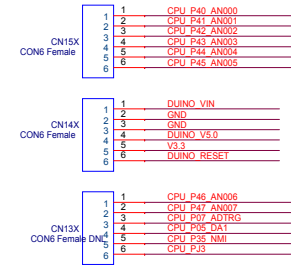 1 1 CPU_P40_AN000
2 2 CPU_P41_AN001
3 3 CPU_P42_AN002
CN15X 4 4 CPU_P43_AN003
CON6 Female 5 5 CPU_P44_AN004
6 6 CPU_P45_AN005
1 1 DUINO_VIN
2 2 GND
3 3 GND
CN14X 4 4 DUINO_V5.0
CON6 Female 5 5 V3.3
6 6 DUINO_RESET
1 1 CPU_P46_AN006
2 2 CPU_P47_AN007
3 3 CPU_P07_ADTRG
CN13X 4 4 CPU_P05_DA1
CON6 Female DNL 5 5 CPU_P35_NMI
6 6 CPU_PJ3